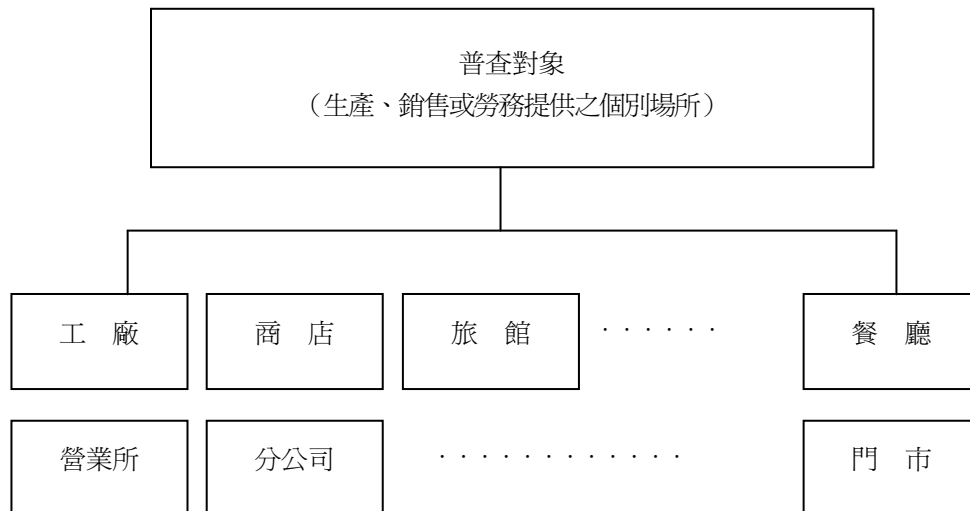 普查對象
（生產、銷售或勞務提供之個別場所）
工 廠 商 店 旅 館 ‧‧‧‧‧‧ 餐 廳
營業所 分公司 ‧‧‧‧‧‧‧‧‧‧‧‧ 門 市